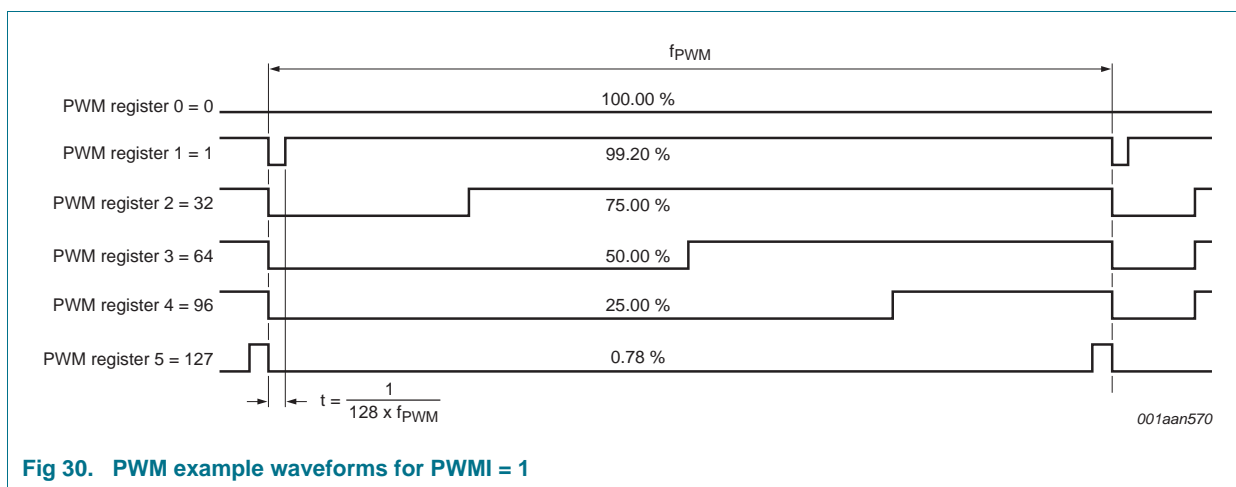 fPWM
PWM register 0 = 0
100.00 %
PWM register 1 = 1
99.20 %
PWM register 2 = 32
75.00 %
PWM register 3 = 64
50.00 %
PWM register 4 = 96
25.00 %
PWM register 5 = 127
0.78 %
t = 1
128 x fPWM
001aan570
Fig 30. PWM example waveforms for PWMI = 1